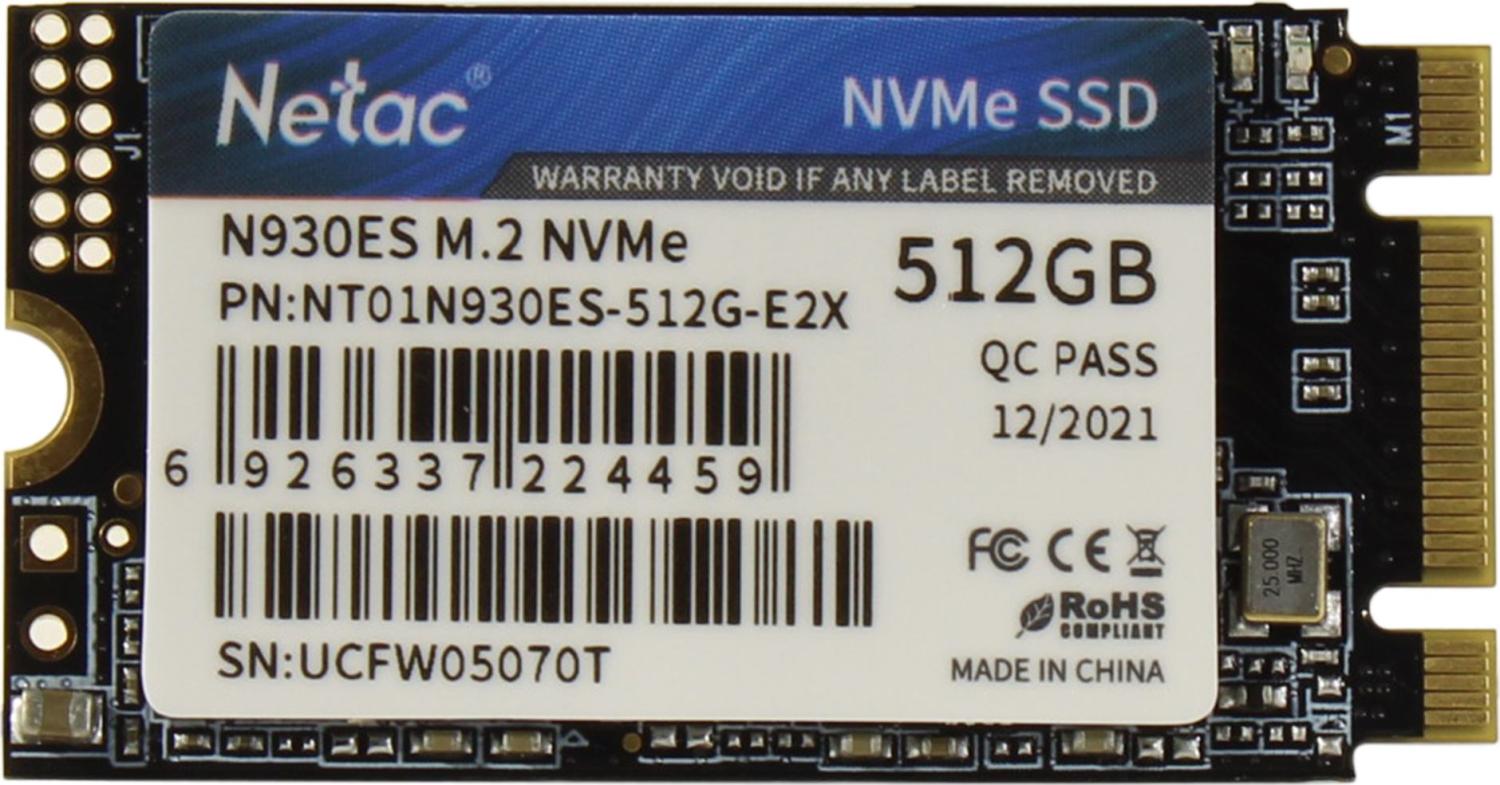 Netac®
NVMe SSD
WARRANTY VOID IF ANY LABEL REMOVED
N930ES M.2 NVMe
512GB
PN:NT01N930ES-512G-E2X
QC PASS
12/2021
6 926337 224459
FC CE
RoHS
COMPLIANT
SN:UCFW05070T
MADE IN CHINA
J1
M1
25.000
MHZ